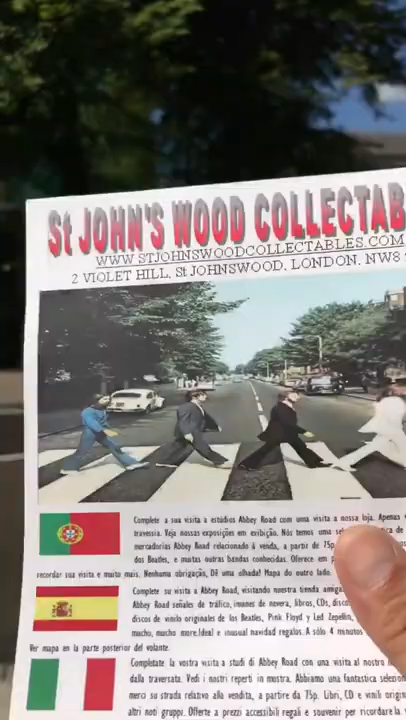 St JOHN'S WOOD COLLECTAB
WWW.STJOHNSWOODCOLLECTABLES.COM
2 VIOLET HILL, St JOHNSWOOD, LONDON, NW8
Complete a sua visita a estúdios Abbey Road com uma visita a nossa loja. Apenas
travessia. Veja nossas exposições em exibição. Nós temos uma de
mercadorias Abbey Road relacionado à venda, a partir de 75p
dos Beatles, e muitas outras bandas conhecidas. Oferece em
recordar sua visita e muito mais. Nenhuma obrigação, Dê uma olhada! Mapa do outro lado.
Complete su visita a Abbey Road, visitando nuestra tienda
Abbey Road señales de tráfico, imanes de nevera, libros, CDs,
discos de vinilo originales de los Beatles, Pink Floyd y Led Zepellin,
mucho, mucho more.Ideal e inusual navidad regalos. A sólo 4 minutos
Ver mapa en la parte posterior del volante.
Completate la vostra visita a studi di Abbey Road con una visita al nostro
dalla traversata. Vedi i nostri reperti in mostra. Abbiamo una fantastica
merci su strada relativo alla vendita, a partire da 75p. Libri, CD e vinili
altri noti gruppi. Offerte a prezzi accessibili regali e souvenir per ricordare la